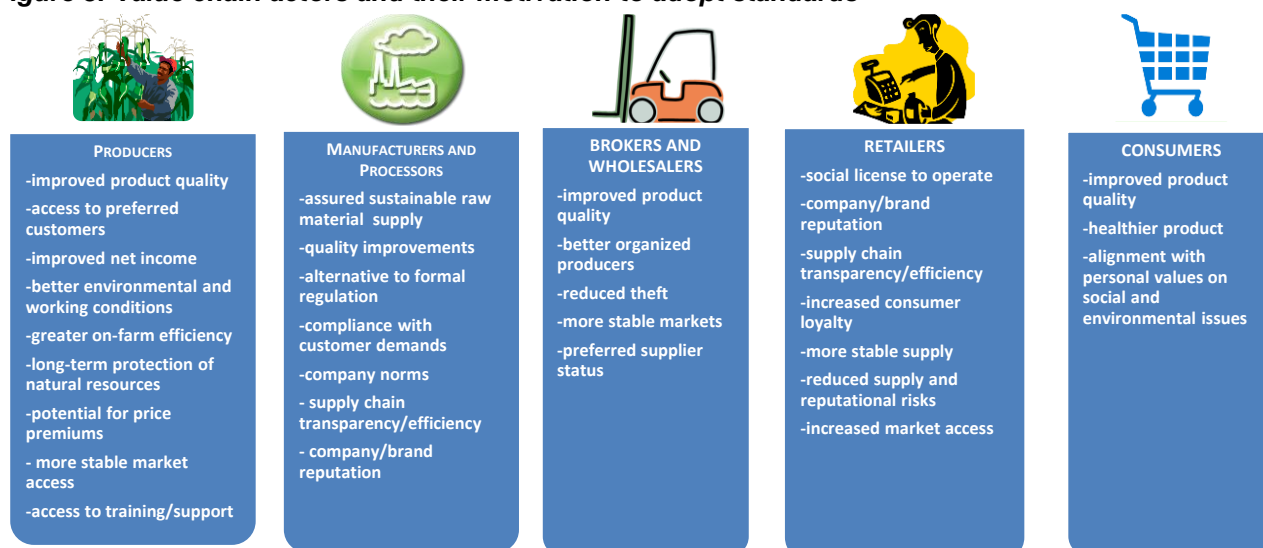 PRODUCERS
-improved product quality
-access to preferred
customers
-improved net income
-better environmental and
working conditions
-greater on-farm efficiency
-long-term protection of
natural resources
-potential for price
premiums
- more stable market
access
-access to training/support
MANUFACTURERS AND
PROCESSORS
-assured sustainable raw
material supply
-quality improvements
-alternative to formal
regulation
-compliance with
customer demands
-company norms
- supply chain
transparency/efficiency
- company/brand
reputation
BROKERS AND
WHOLESALERS
-improved product
quality
-better organized
producers
-reduced theft
-more stable markets
-preferred supplier
status
RETAILERS
-social license to operate
-company/brand
reputation
-supply chain
transparency/efficiency
-increased consumer
loyalty
-more stable supply
-reduced supply and
reputational risks
-increased market access
CONSUMERS
-improved product
quality
-healthier product
-alignment with
personal values on
social and
environmental issues